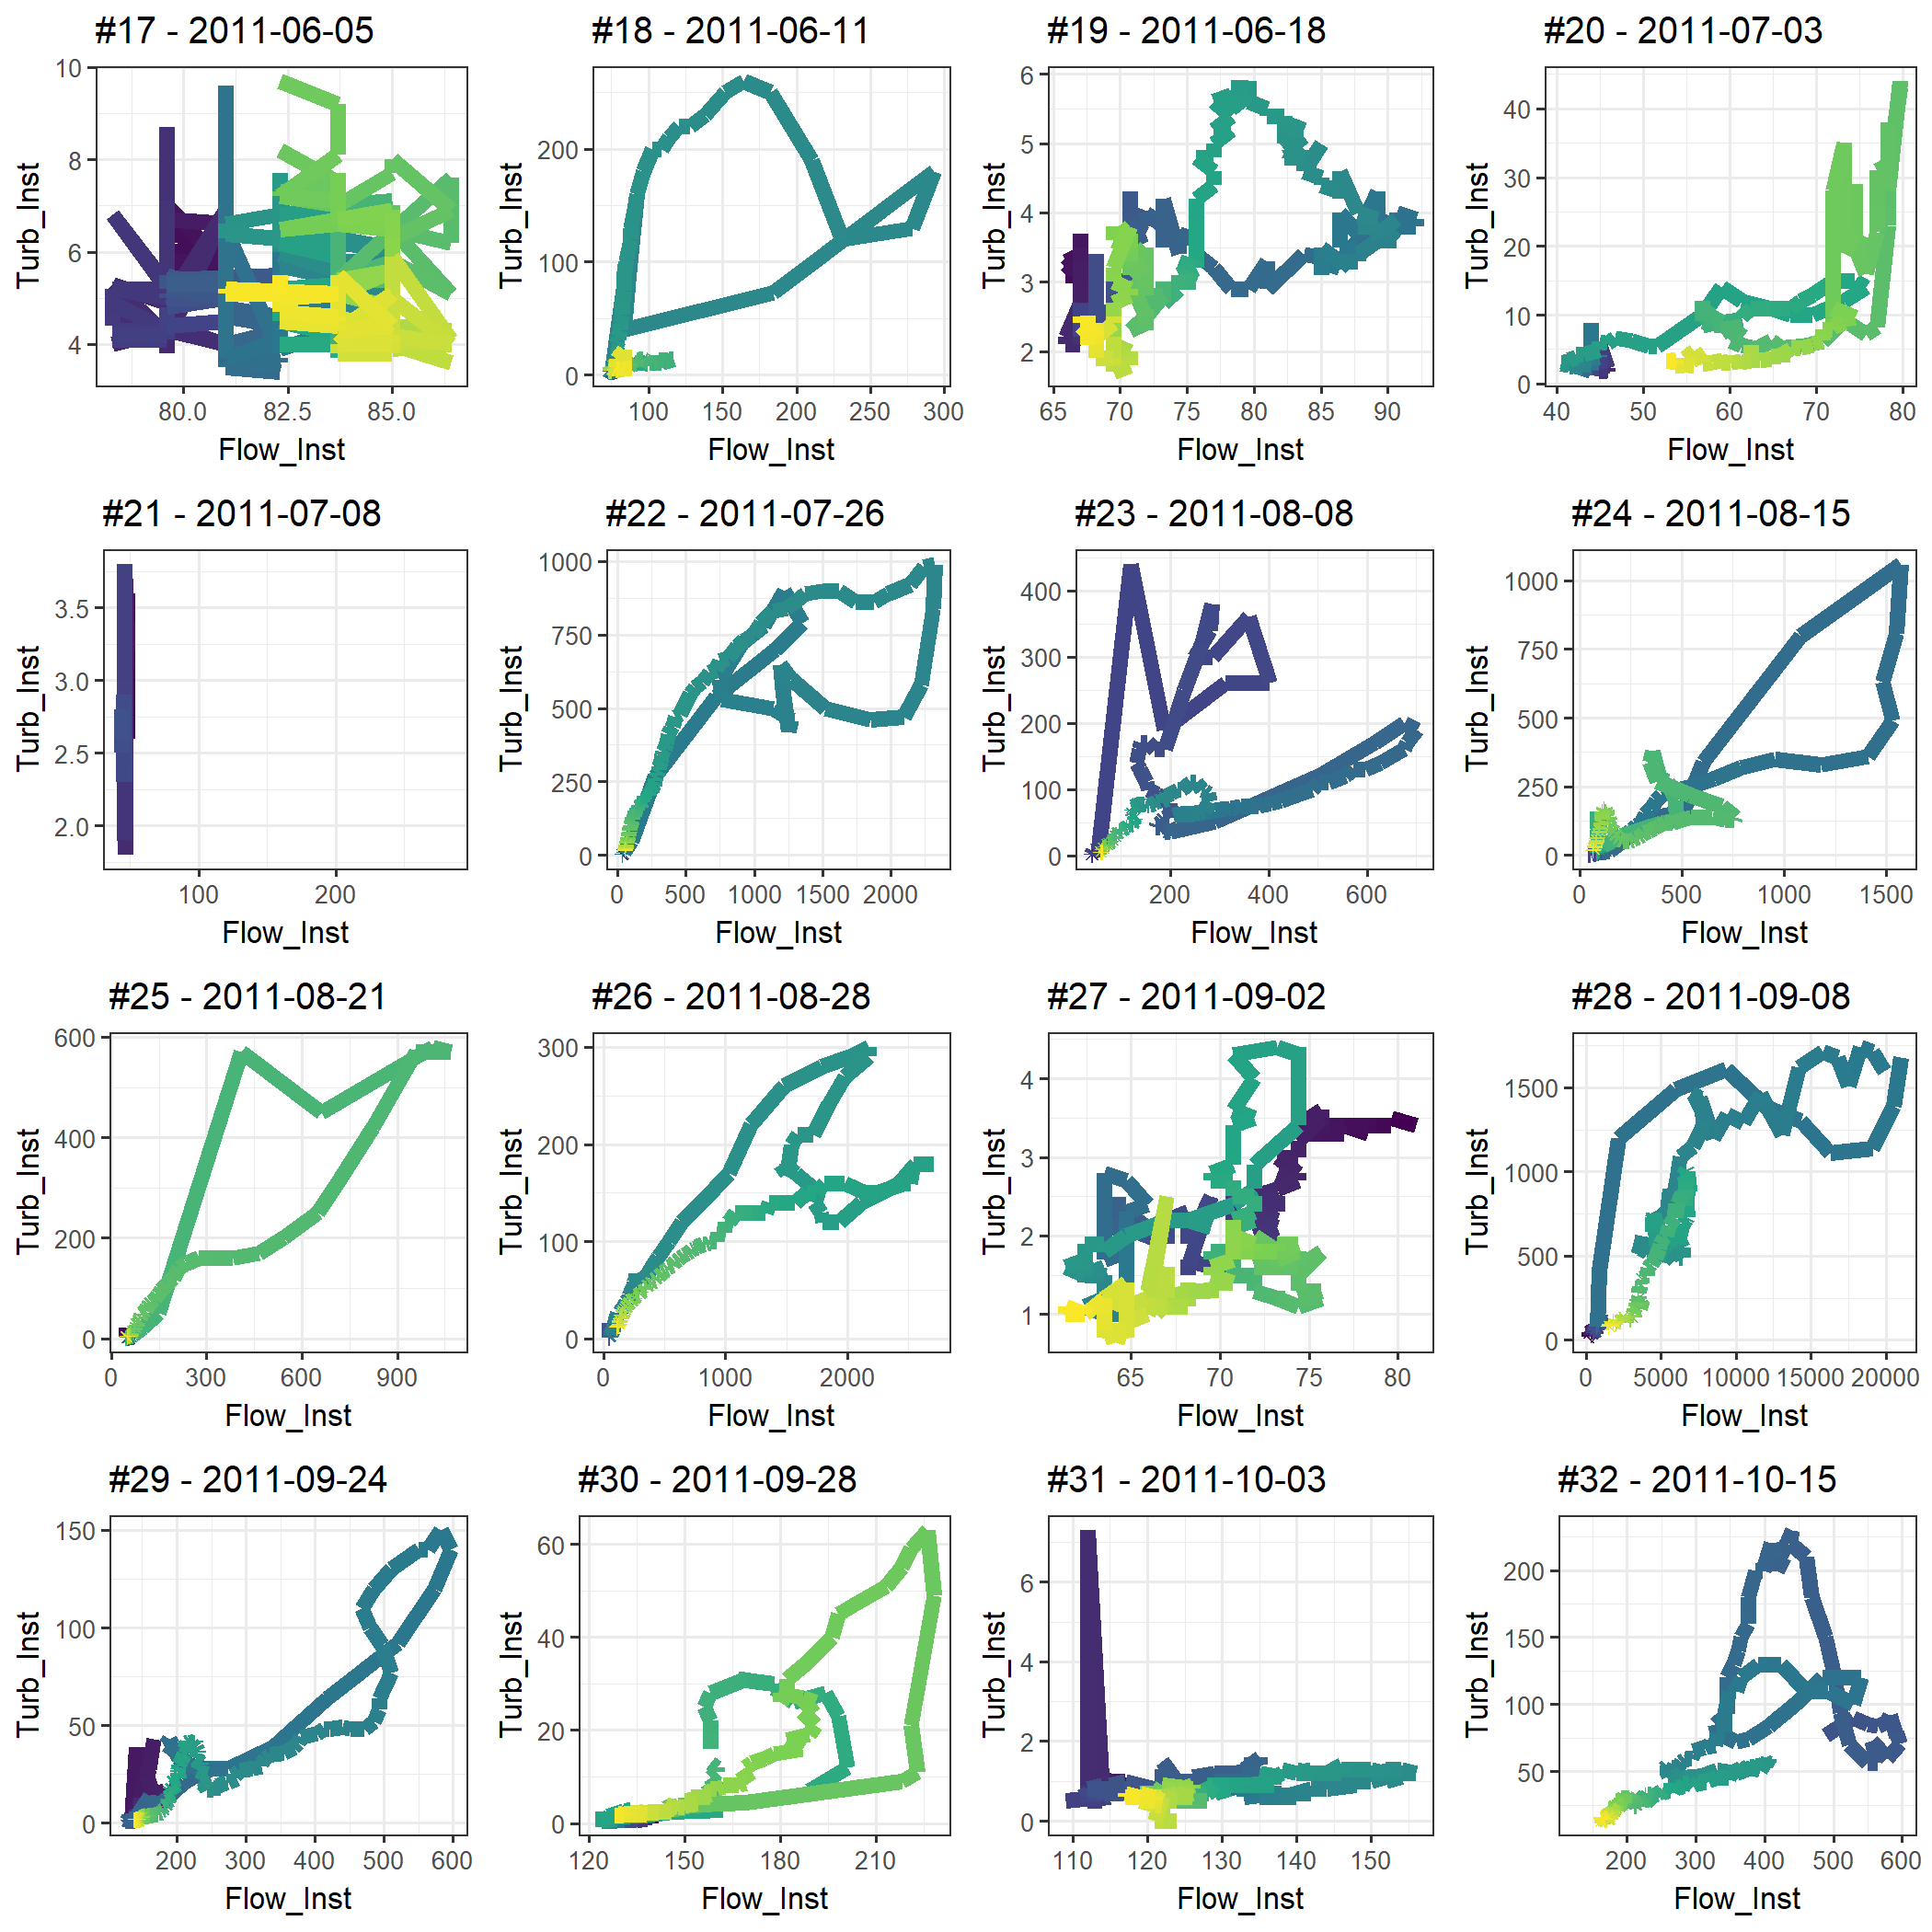 #17 - 2011-06-05
Turb_Inst
10
8
6
4
80.0 82.5 85.0
Flow_Inst
#18 - 2011-06-11
Turb_Inst
200
100
0
100 150 200 250 300
Flow_Inst
#19 - 2011-06-18
Turb_Inst
6
5
4
3
2
65 70 75 80 85 90
Flow_Inst
#20 - 2011-07-03
Turb_Inst
40
30
20
10
0
40 50 60 70 80
Flow_Inst
#21 - 2011-07-08
Turb_Inst
3.5
3.0
2.5
2.0
100 200
Flow_Inst
#22 - 2011-07-26
Turb_Inst
1000
750
500
250
0
0 500 1000 1500 2000
Flow_Inst
#23 - 2011-08-08
Turb_Inst
400
300
200
100
0
200 400 600
Flow_Inst
#24 - 2011-08-15
Turb_Inst
1000
750
500
250
0
0 500 1000 1500
Flow_Inst
#25 - 2011-08-21
Turb_Inst
600
400
200
0
0 300 600 900
Flow_Inst
#26 - 2011-08-28
Turb_Inst
300
200
100
0
0 1000 2000
Flow_Inst
#27 - 2011-09-02
Turb_Inst
4
3
2
1
65 70 75 80
Flow_Inst
#28 - 2011-09-08
Turb_Inst
1500
1000
500
0
0 5000 10000 15000 20000
Flow_Inst
#29 - 2011-09-24
Turb_Inst
150
100
50
0
200 300 400 500 600
Flow_Inst
#30 - 2011-09-28
Turb_Inst
60
40
20
0
120 150 180 210
Flow_Inst
#31 - 2011-10-03
Turb_Inst
6
4
2
0
110 120 130 140 150
Flow_Inst
#32 - 2011-10-15
Turb_Inst
200
150
100
50
200 300 400 500 600
Flow_Inst